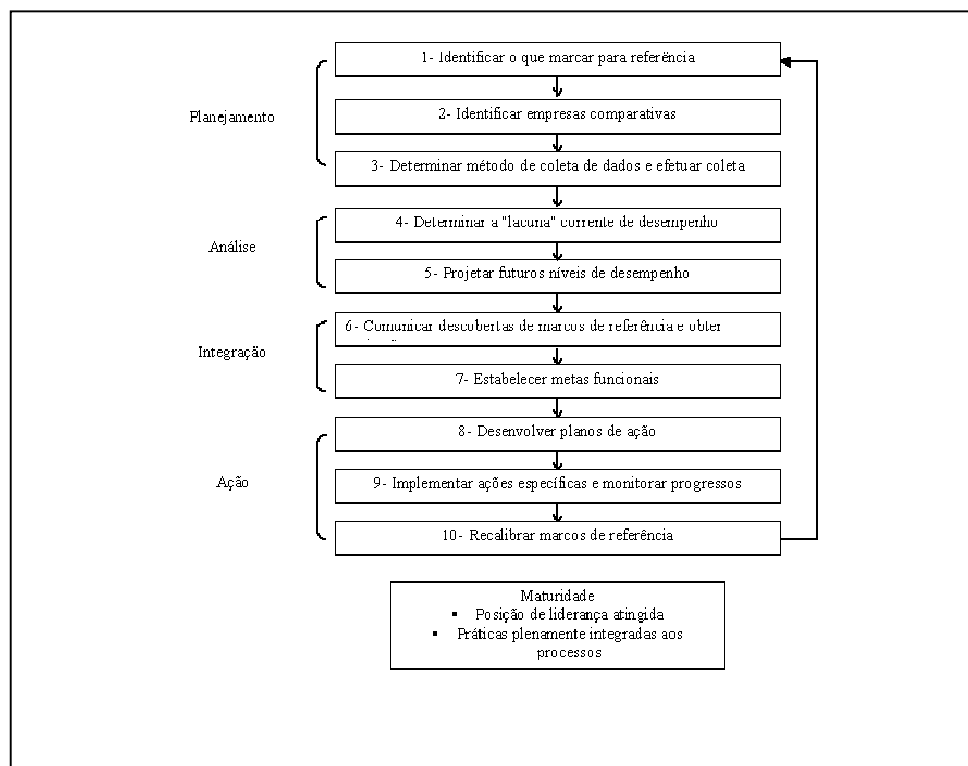 1- Identificar o que marcar para referência
Planejamento
2- Identificar empresas comparativas
3- Determinar método de coleta de dados e efetuar coleta
4- Determinar a "lacuna" corrente de desempenho
Análise
5- Projetar futuros níveis de desempenho
6- Comunicar descobertas de marcos de referência e obter
Integração
7- Estabelecer metas funcionais
8- Desenvolver planos de ação
Ação
9- Implementar ações específicas e monitorar progressos
10- Recalibrar marcos de referência
Maturidade
▪ Posição de liderança atingida
▪ Práticas plenamente integradas aos
processos